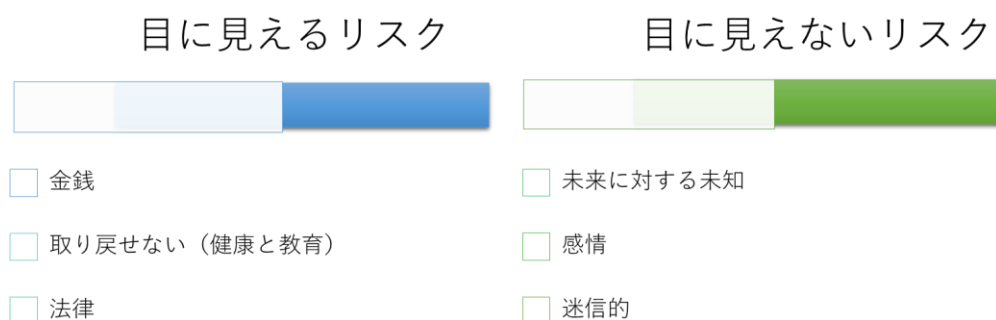 目に見えるリスク
金銭
取り戻せない（健康と教育）
法律
目に見えないリスク
未来に対する未知
感情
迷信的